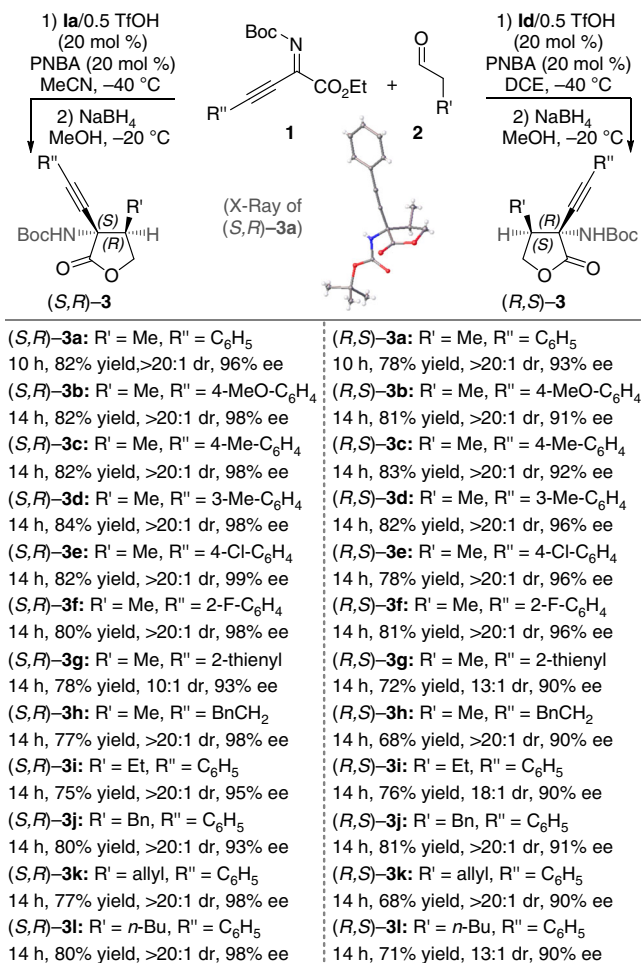 1) Ia/0.5 TfOH
(20 mol %)
PNBA (20 mol %)
MeCN, –40 °C
2) NaBH4
MeOH, –20 °C
Boc
N
R''
CO2Et
1
+
O
H
R'
2
1) Id/0.5 TfOH
(20 mol %)
PNBA (20 mol %)
DCE, –40 °C
2) NaBH4
MeOH, –20 °C
R''
R'
(S)
(R)
BocHN
H
O
O
(S,R)–3
(X-Ray of
(S,R)–3a)
R''
R'
(R)
(S)
H
NHBoc
O
O
(R,S)–3
(S,R)–3a: R' = Me, R'' = C6H5
10 h, 82% yield,>20:1 dr, 96% ee
(S,R)–3b: R' = Me, R'' = 4-MeO-C6H4
14 h, 82% yield, >20:1 dr, 98% ee
(S,R)–3c: R' = Me, R'' = 4-Me-C6H4
14 h, 82% yield, >20:1 dr, 98% ee
(S,R)–3d: R' = Me, R'' = 3-Me-C6H4
14 h, 84% yield, >20:1 dr, 98% ee
(S,R)–3e: R' = Me, R'' = 4-Cl-C6H4
14 h, 82% yield, >20:1 dr, 99% ee
(S,R)–3f: R' = Me, R'' = 2-F-C6H4
14 h, 80% yield, >20:1 dr, 98% ee
(S,R)–3g: R' = Me, R'' = 2-thienyl
14 h, 78% yield, 10:1 dr, 93% ee
(S,R)–3h: R' = Me, R'' = BnCH2
14 h, 77% yield, >20:1 dr, 98% ee
(S,R)–3i: R' = Et, R'' = C6H5
14 h, 75% yield, >20:1 dr, 95% ee
(S,R)–3j: R' = Bn, R'' = C6H5
14 h, 80% yield, >20:1 dr, 93% ee
(S,R)–3k: R' = allyl, R'' = C6H5
14 h, 77% yield, >20:1 dr, 98% ee
(S,R)–3l: R' = n-Bu, R'' = C6H5
14 h, 80% yield, >20:1 dr, 98% ee
(R,S)–3a: R' = Me, R'' = C6H5
10 h, 78% yield, >20:1 dr, 93% ee
(R,S)–3b: R' = Me, R'' = 4-MeO-C6H4
14 h, 81% yield, >20:1 dr, 91% ee
(R,S)–3c: R' = Me, R'' = 4-Me-C6H4
14 h, 83% yield, >20:1 dr, 92% ee
(R,S)–3d: R' = Me, R'' = 3-Me-C6H4
14 h, 82% yield, >20:1 dr, 96% ee
(R,S)–3e: R' = Me, R'' = 4-Cl-C6H4
14 h, 78% yield, >20:1 dr, 96% ee
(R,S)–3f: R' = Me, R'' = 2-F-C6H4
14 h, 81% yield, >20:1 dr, 96% ee
(R,S)–3g: R' = Me, R'' = 2-thienyl
14 h, 72% yield, 13:1 dr, 90% ee
(R,S)–3h: R' = Me, R'' = BnCH2
14 h, 68% yield, >20:1 dr, 90% ee
(R,S)–3i: R' = Et, R'' = C6H5
14 h, 76% yield, 18:1 dr, 90% ee
(R,S)–3j: R' = Bn, R'' = C6H5
14 h, 81% yield, >20:1 dr, 91% ee
(R,S)–3k: R' = allyl, R'' = C6H5
14 h, 68% yield, >20:1 dr, 90% ee
(R,S)–3l: R' = n-Bu, R'' = C6H5
14 h, 71% yield, 13:1 dr, 90% ee